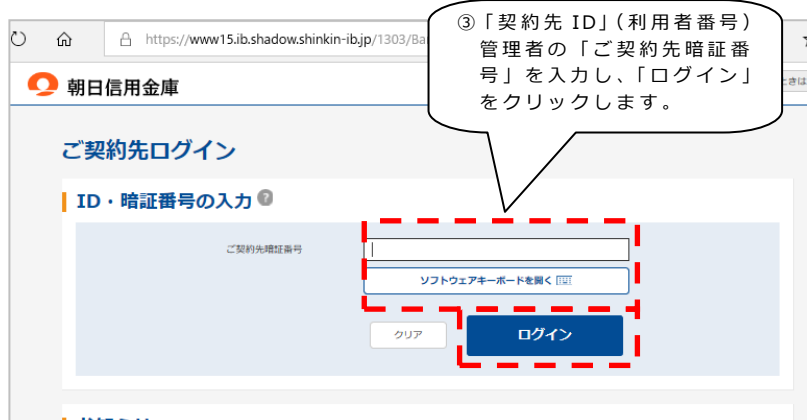 ③「契約先 ID」（利用者番号）
管理者の「ご契約先暗証番
号」を入力し、「ログイン」
をクリックします。
https://www15.ib.shadow.shinkin-ib.jp/1303/Ba
朝日信用金庫
ときは
ご契約先ログイン
ID・暗証番号の入力
ご契約先暗証番号
ソフトウェアキーボードを開く
クリア
ログイン